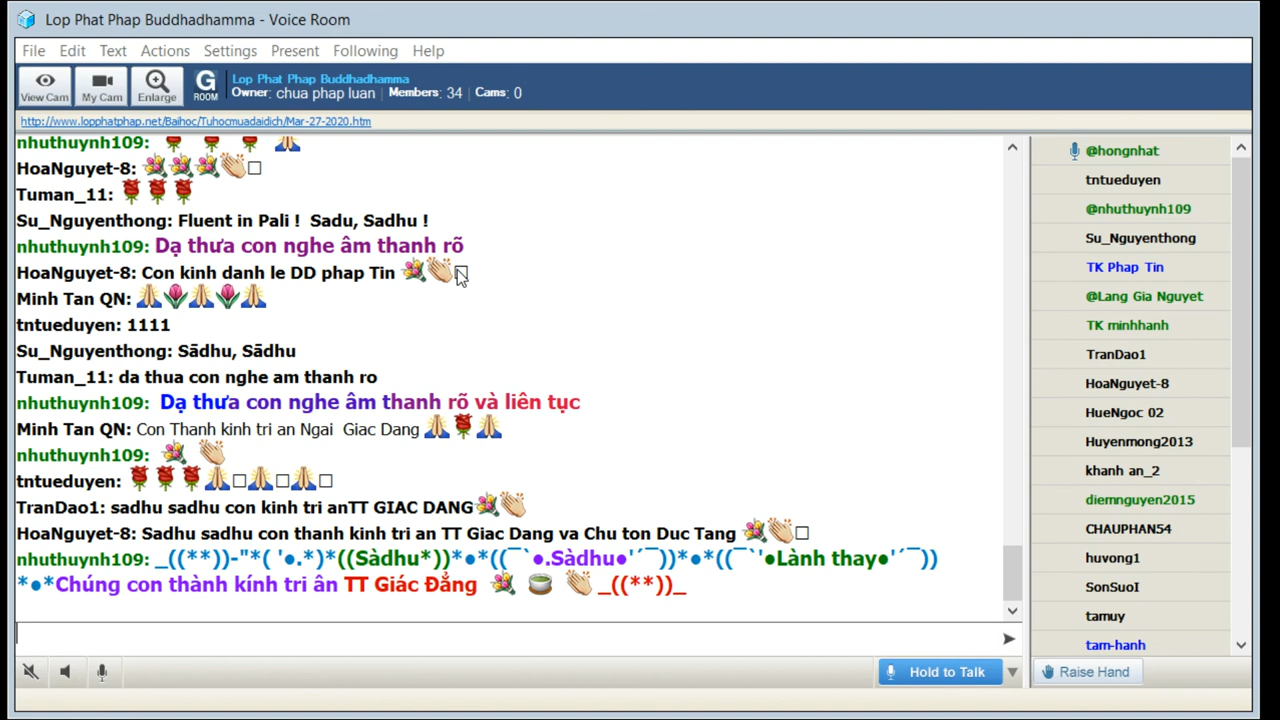 Lop Phat Phap Buddhadhamma - Voice Room
File Edit Text Actions Settings Present Following Help
View Cam My Cam Enlarge G ROOM Lop Phat Phap Buddhadhamma
Owner: chua phap luan | Members: 34 | Cams: 0
http://www.lopphatphap.net/Baihoc/Tuhocmuadaidich/Mar-27-2020.htm
nhuthuynh109: 🌹 🌹 🌹 🙏
HoaNguyet-8: 💐💐💐👏□
Tuman_11: 🌹🌹🌹
Su_Nguyenthong: Fluent in Pali ! Sadu, Sadhu !
nhuthuynh109: Dạ thưa con nghe âm thanh rõ
HoaNguyet-8: Con kinh danh le DD phap Tin 💐👏□
Minh Tan QN: 🙏🌷🙏🌷🙏
tntueduyen: 1111
Su_Nguyenthong: Sādhu, Sādhu
Tuman_11: da thua con nghe am thanh ro
nhuthuynh109: Dạ thưa con nghe âm thanh rõ và liên tục
Minh Tan QN: Con Thanh kinh tri an Ngai Giac Dang 🙏🌹🙏
nhuthuynh109: 💐 👏
tntueduyen: 🌹🌹🌹🙏□🙏□🙏□
TranDao1: sadhu sadhu con kinh tri anTT GIAC DANG💐👏
HoaNguyet-8: Sadhu sadhu con thanh kinh tri an TT Giac Dang va Chu ton Duc Tang 💐👏□
nhuthuynh109: _((**))-"*( '●.*)*((Sàdhu*))*●*((¯`●.Sàdhu●'´¯))*●*((¯`'●Lành thay●'´¯))
*●*Chúng con thành kính tri ân TT Giác Đẳng 💐 🍵 👏 _((**))_
Hold to Talk
@hongnhat
tntueduyen
@nhuthuynh109
Su_Nguyenthong
TK Phap Tin
@Lang Gia Nguyet
TK minhhanh
TranDao1
HoaNguyet-8
HueNgoc 02
Huyenmong2013
khanh an_2
diemnguyen2015
CHAUPHAN54
huvong1
SonSuoI
tamuy
tam-hanh
Raise Hand